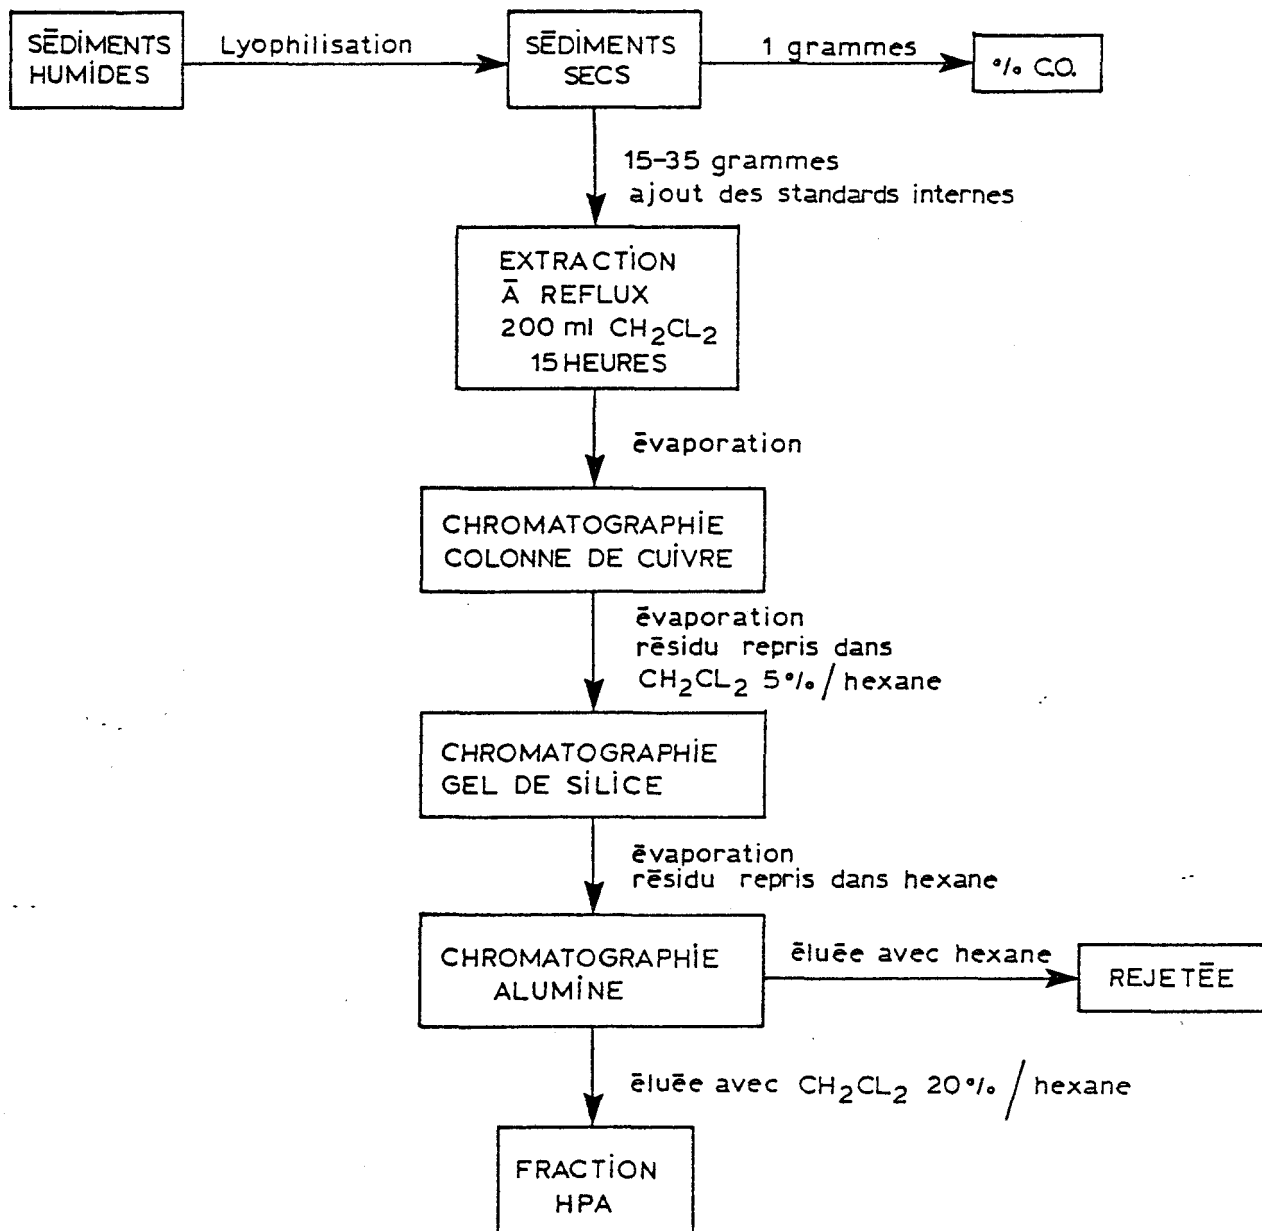 SĒDIMENTS
HUMIDES
Lyophilisation
SĒDIMENTS
SECS
1 grammes
% C.O.
15-35 grammes
ajout des standards internes
EXTRACTION
Ā REFLUX
200 ml CH₂CL₂
15 HEURES
ēvaporation
CHROMATOGRAPHIE
COLONNE DE CUIVRE
ēvaporation
rēsidu repris dans
CH₂CL₂ 5% / hexane
CHROMATOGRAPHIE
GEL DE SILICE
ēvaporation
rēsidu repris dans hexane
CHROMATOGRAPHIE
ALUMINE
ēluēe avec hexane
REJETĒE
ēluēe avec CH₂CL₂ 20% / hexane
FRACTION
HPA